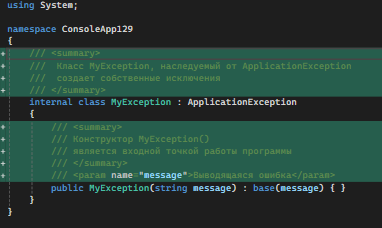 using System;
namespace ConsoleApp129
{
+ /// <summary>
+ /// Класс MyException, наследуемый от ApplicationException
+ /// создает собственные исключения
+ /// </summary>
internal class MyException : ApplicationException
{
+ /// <summary>
+ /// Конструктор MyException()
+ /// является входной точкой работы программы
+ /// </summary>
+ /// <param name="message">Выводящаяся ошибка</param>
public MyException(string message) : base(message) { }
}
}